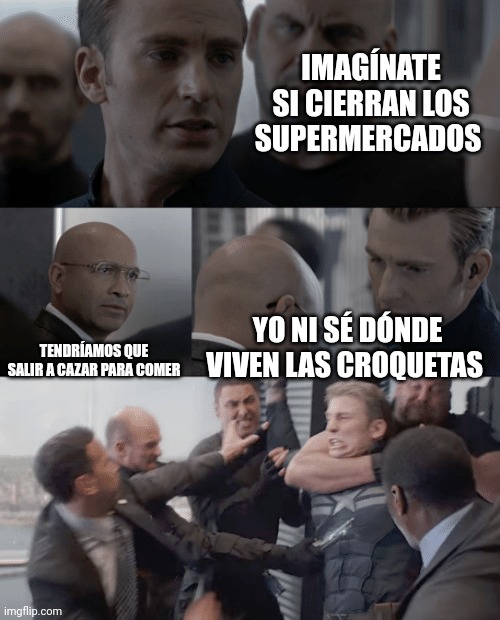 IMAGÍNATE
SI CIERRAN LOS
SUPERMERCADOS
TENDRÍAMOS QUE
SALIR A CAZAR PARA COMER
YO NI SÉ DÓNDE
VIVEN LAS CROQUETAS
imgflip.com